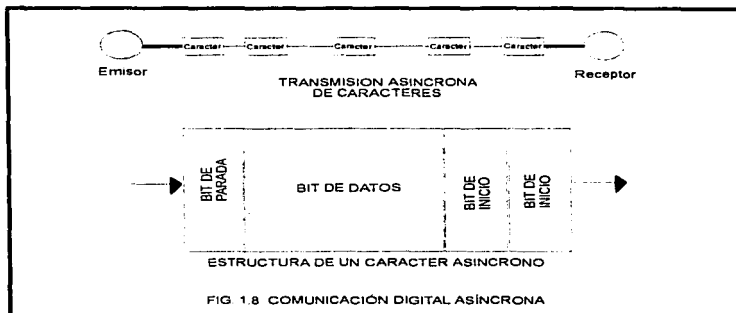 Caracter Caracter Caracter Caracter Caracter
Emisor Receptor
TRANSMISION ASINCRONA
DE CARACTERES
BIT DE
PARADA
BIT DE DATOS
BIT DE
INICIO
BIT DE
INICIO
ESTRUCTURA DE UN CARACTER ASINCRONO
FIG. 1.8 COMUNICACIÓN DIGITAL ASÍNCRONA